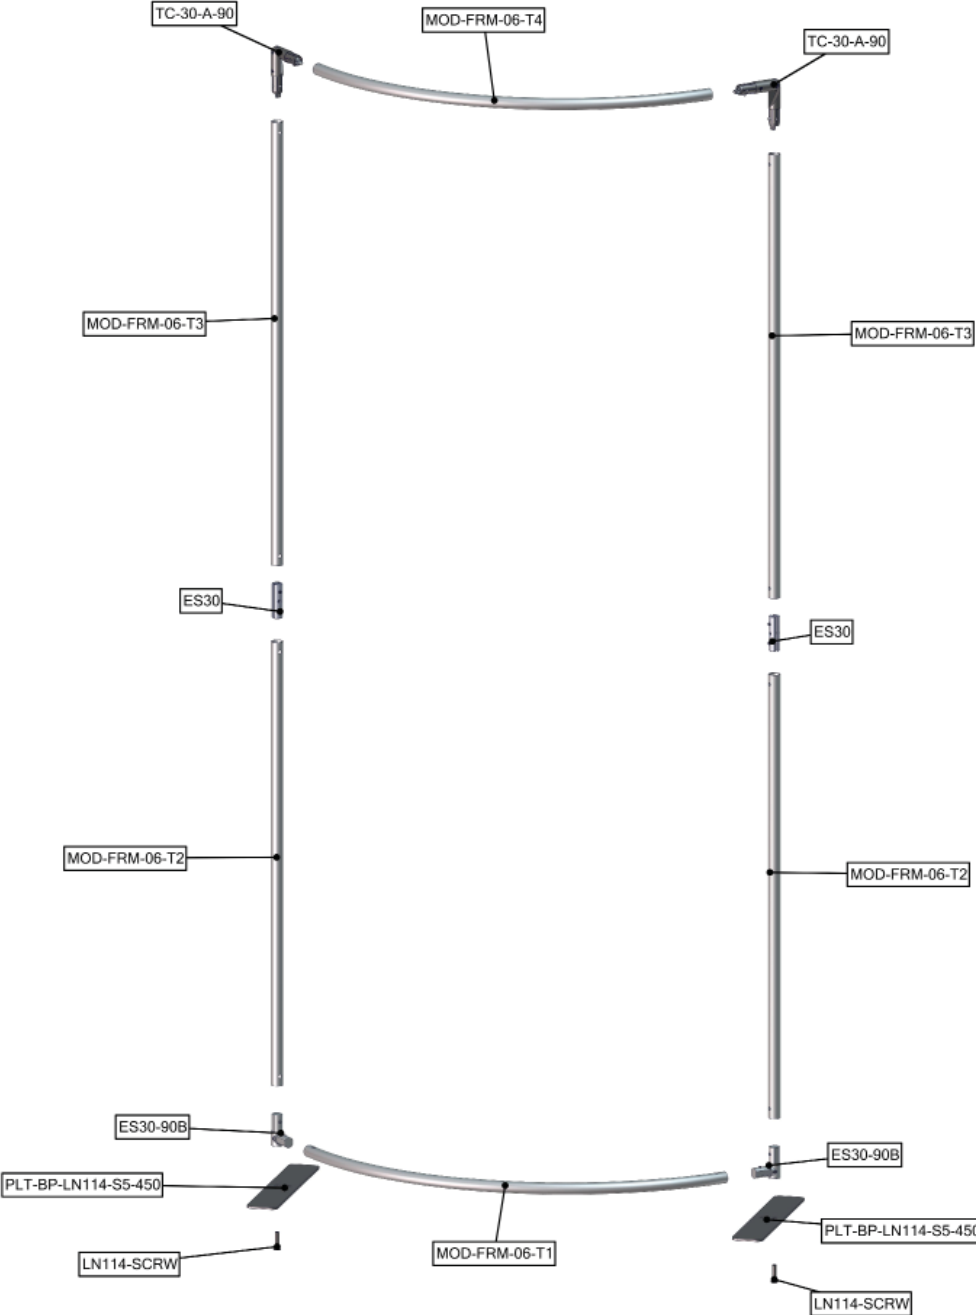 TC-30-A-90
MOD-FRM-06-T4
TC-30-A-90
MOD-FRM-06-T3
MOD-FRM-06-T3
ES30
ES30
MOD-FRM-06-T2
MOD-FRM-06-T2
ES30-90B
ES30-90B
PLT-BP-LN114-S5-450
PLT-BP-LN114-S5-450
MOD-FRM-06-T1
LN114-SCRW
LN114-SCRW